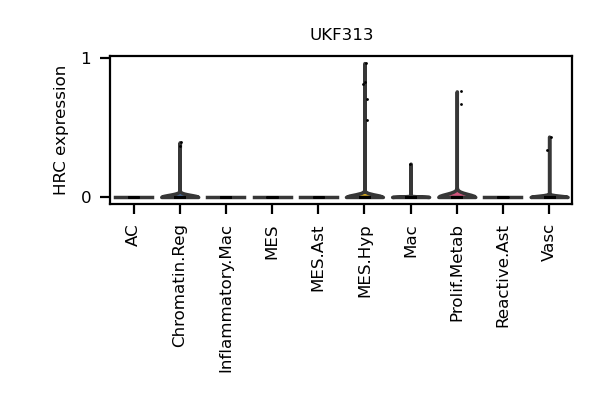 UKF313
HRC expression
1
0
AC
Chromatin.Reg
Inflammatory.Mac
MES
MES.Ast
MES.Hyp
Mac
Prolif.Metab
Reactive.Ast
Vasc